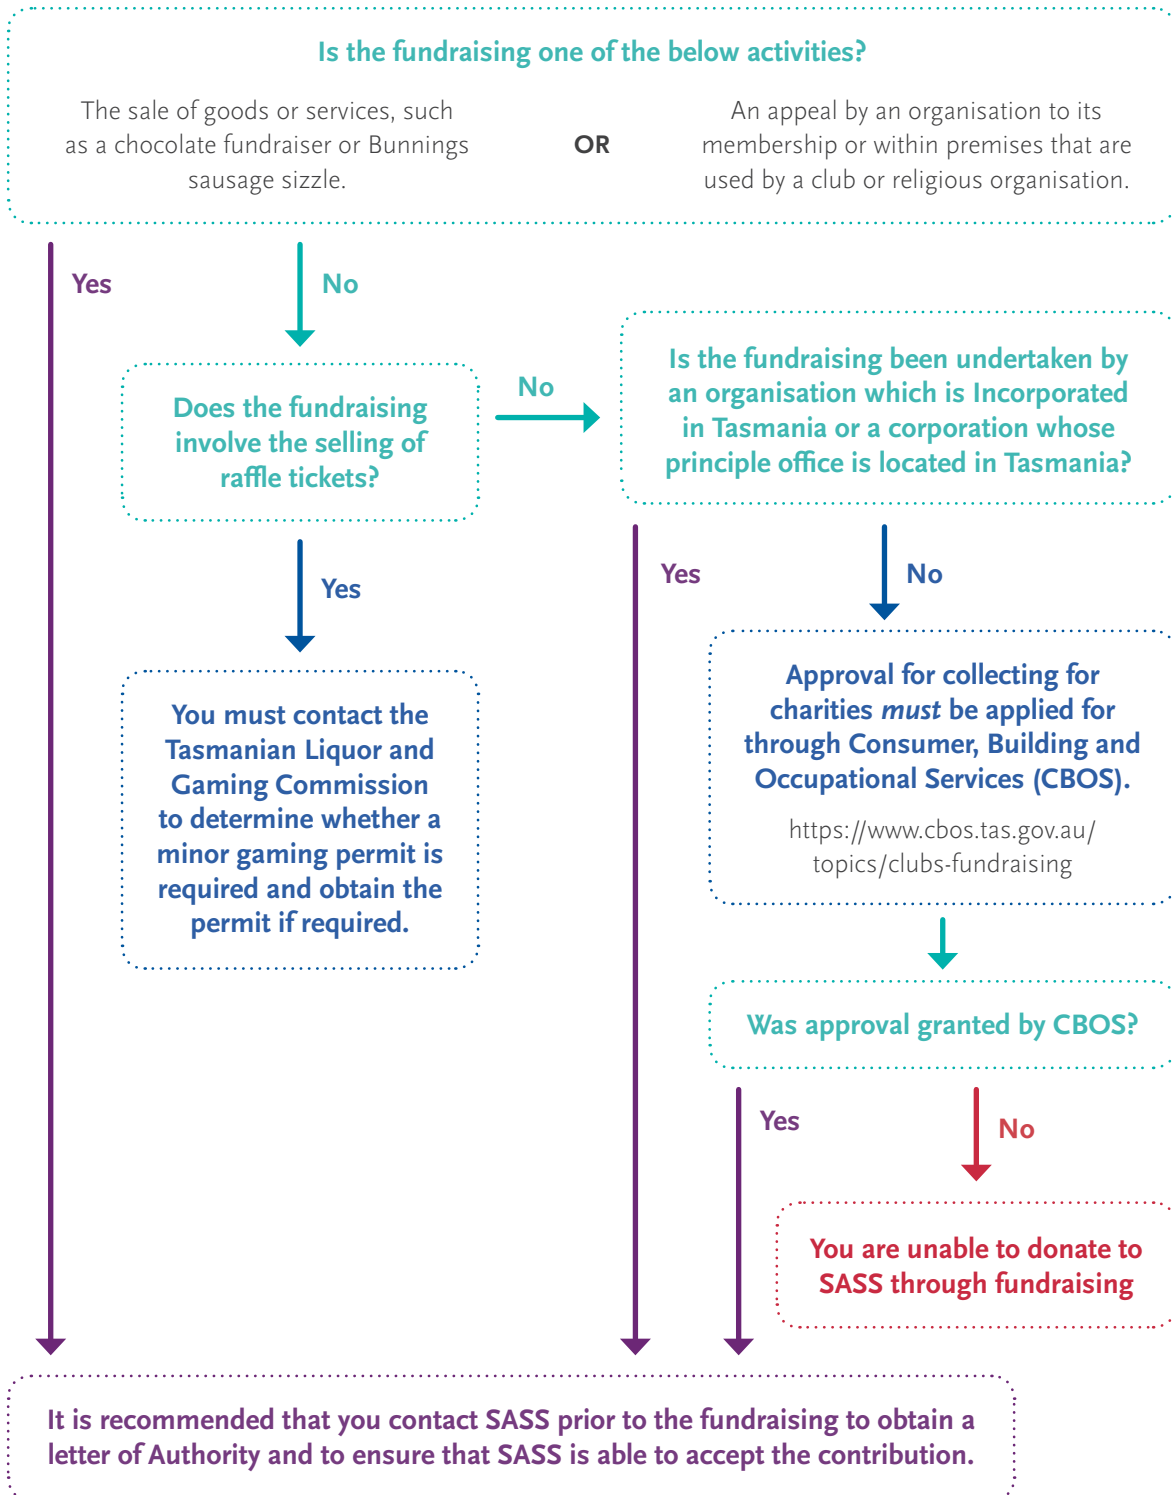 Is the fundraising one of the below activities?
The sale of goods or services, such
as a chocolate fundraiser or Bunnings
sausage sizzle.
OR
An appeal by an organisation to its
membership or within premises that are
used by a club or religious organisation.
Yes
No
Does the fundraising
involve the selling of
raffle tickets?
No
Is the fundraising been undertaken by
an organisation which is Incorporated
in Tasmania or a corporation whose
principle office is located in Tasmania?
Yes
You must contact the
Tasmanian Liquor and
Gaming Commission
to determine whether a
minor gaming permit is
required and obtain the
permit if required.
Yes
No
Approval for collecting for
charities must be applied for
through Consumer, Building and
Occupational Services (CBOS).
https://www.cbos.tas.gov.au/
topics/clubs-fundraising
Was approval granted by CBOS?
Yes
No
You are unable to donate to
SASS through fundraising
It is recommended that you contact SASS prior to the fundraising to obtain a
letter of Authority and to ensure that SASS is able to accept the contribution.